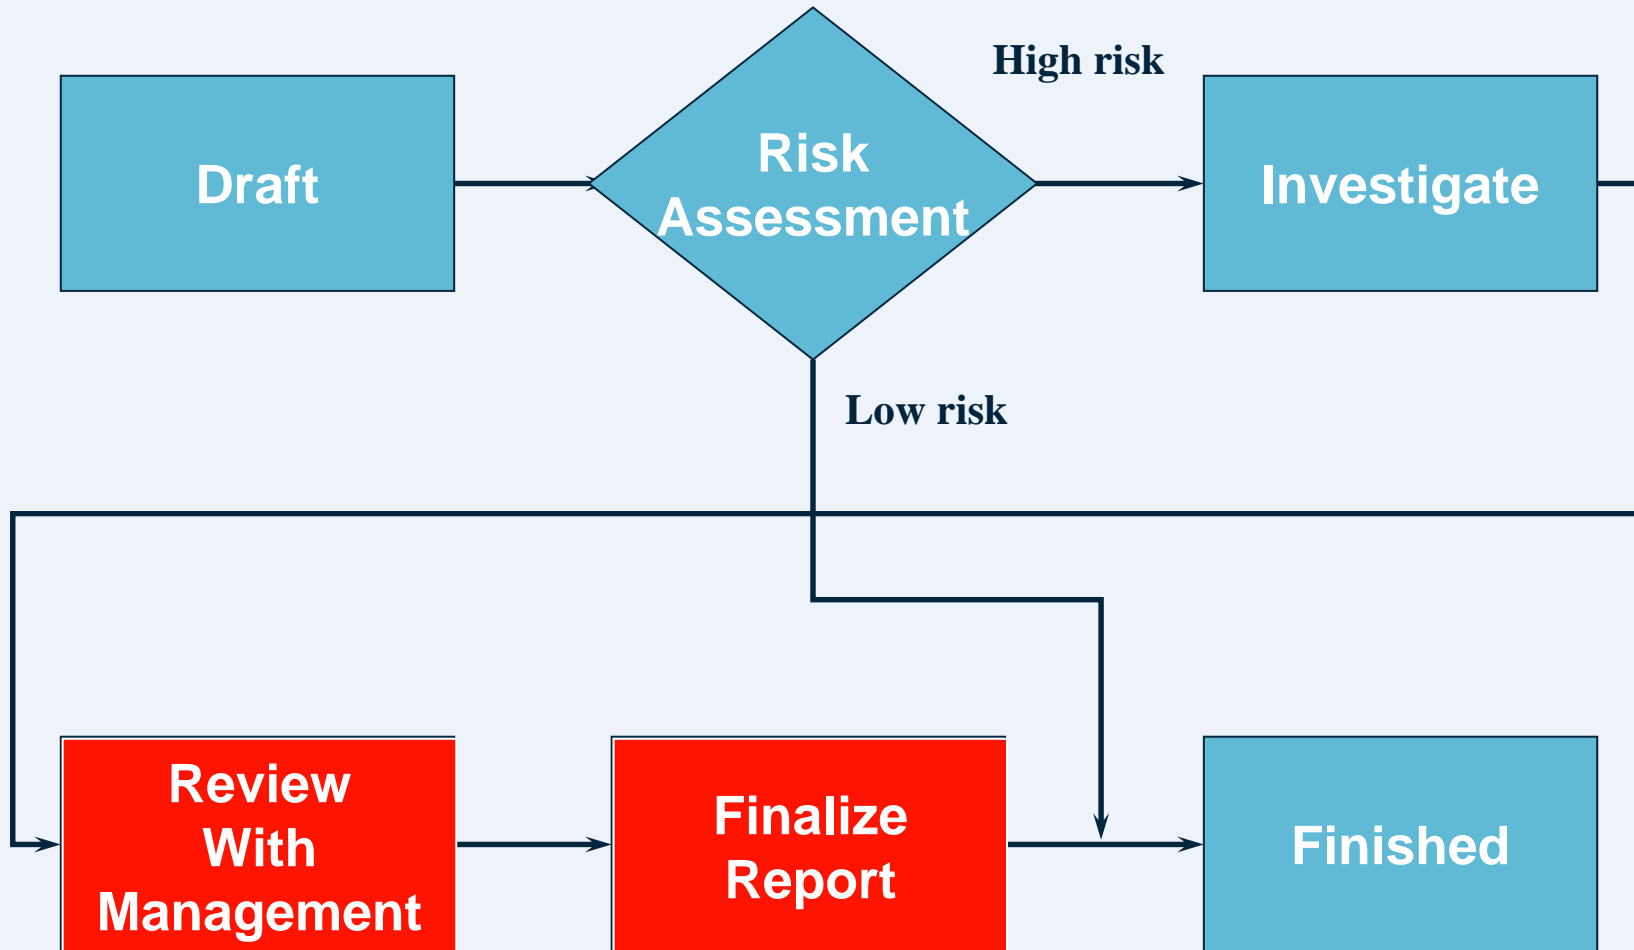 High risk
Draft
Risk
Assessment
Investigate
Low risk
Review
With
Management
Finalize
Report
Finished